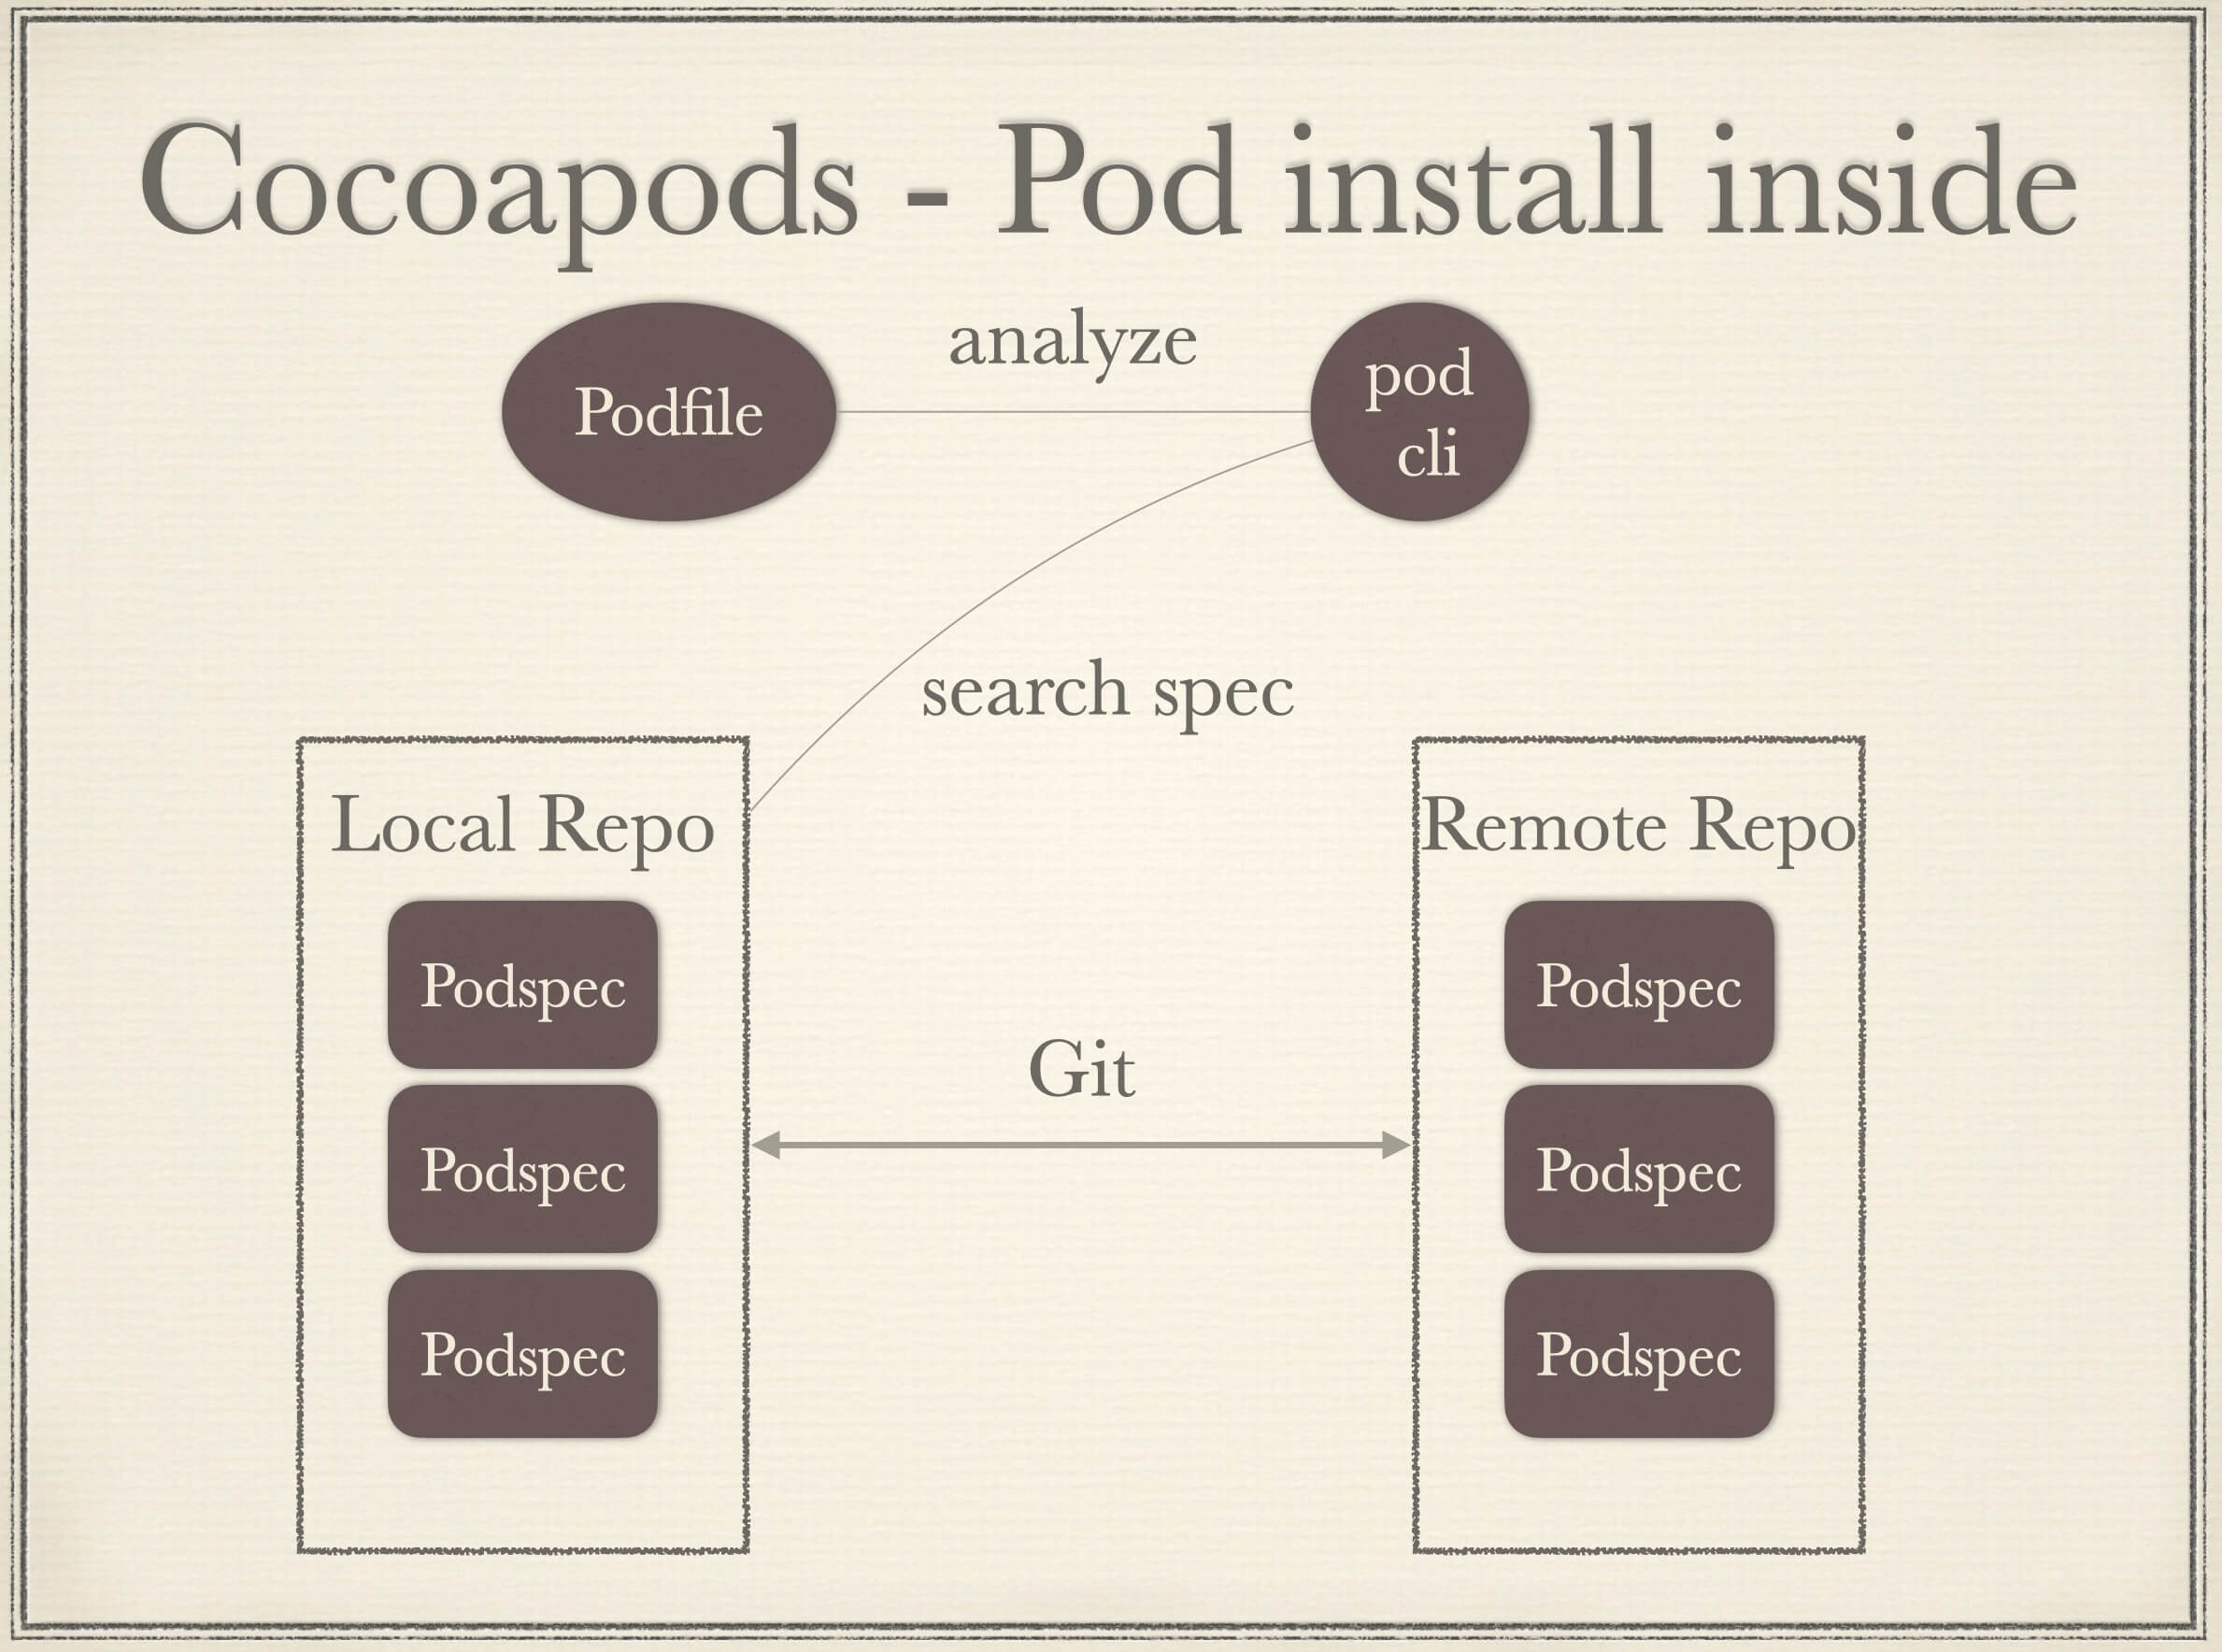 Cocoapods - Pod install inside
Podfile
analyze
pod
cli
search spec
Local Repo
Podspec
Podspec
Podspec
Git
Remote Repo
Podspec
Podspec
Podspec